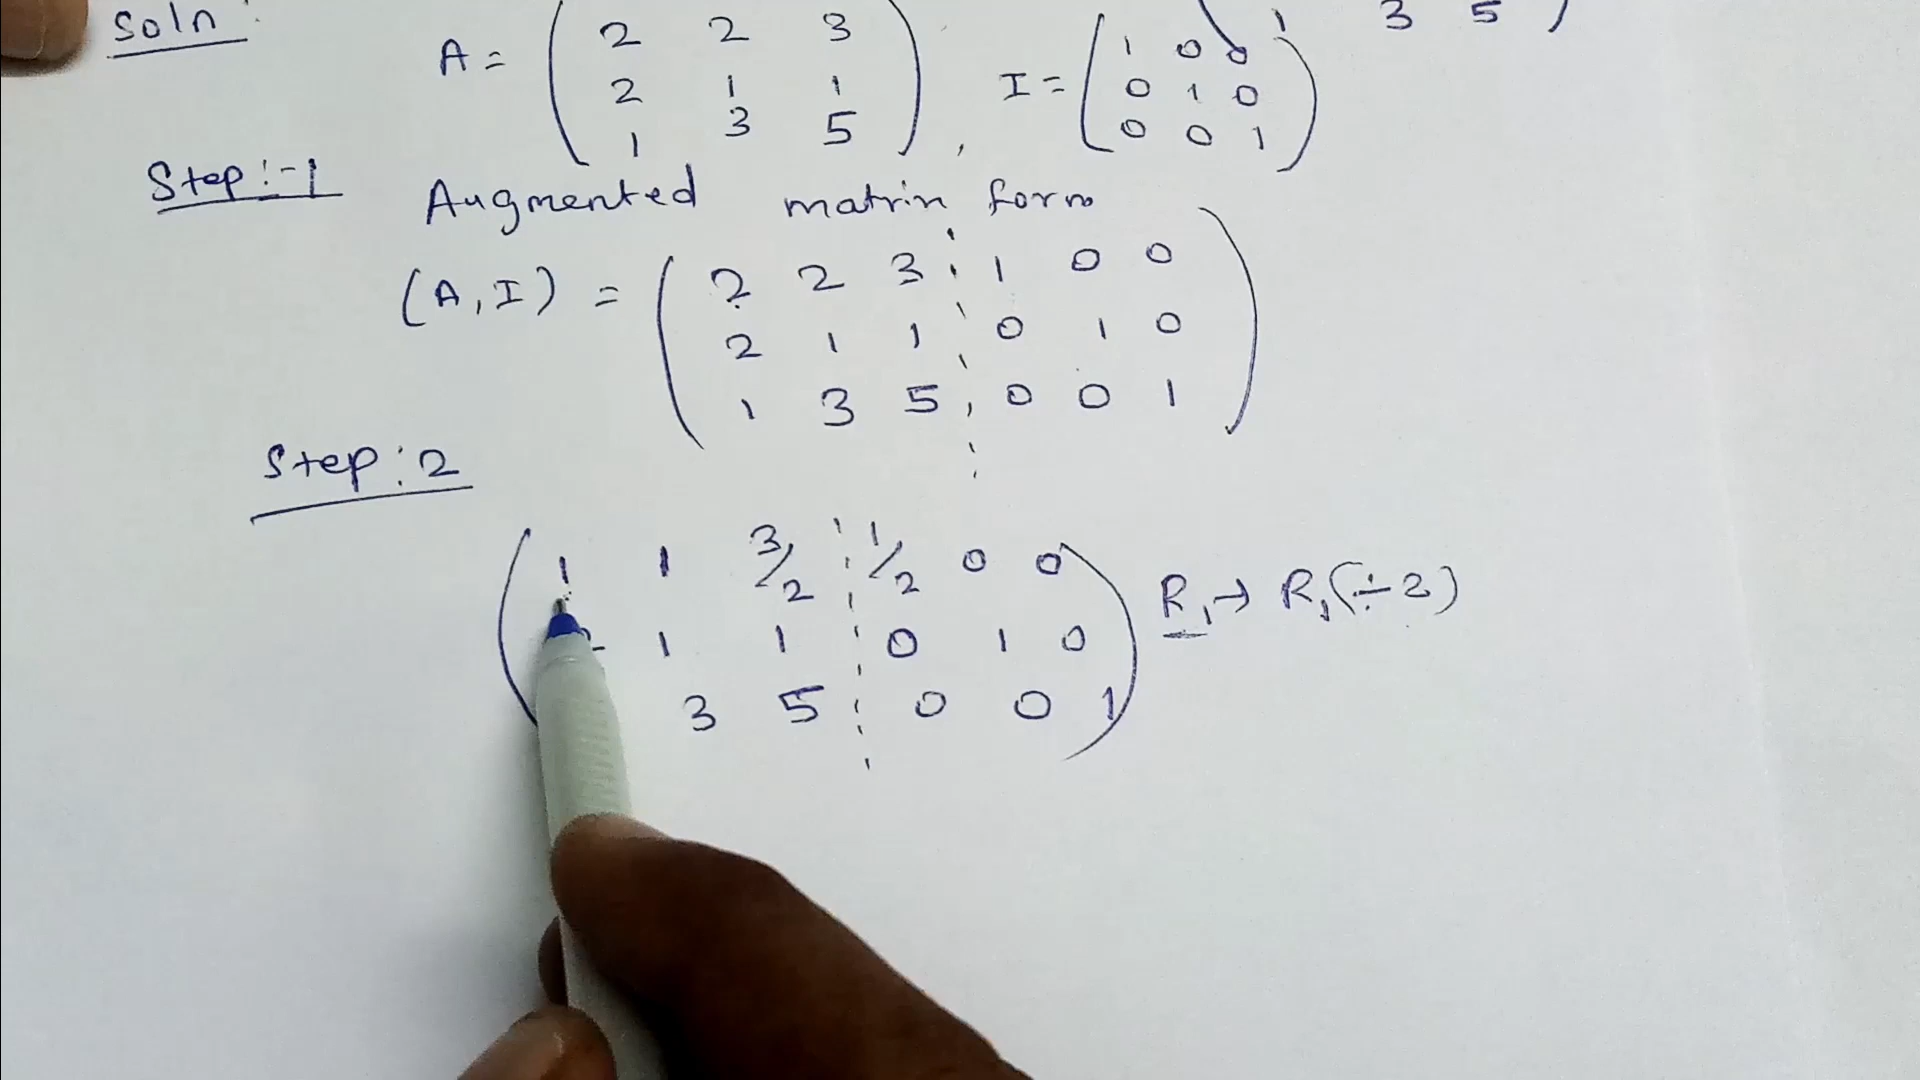 1 3 5 )
Soln:
A = ( 2 2 3
2 1 1
1 3 5 ) , I = ( 1 0 0
0 1 0
0 0 1 )
Step:-1 Augmented matrix form
(A, I) = ( 2 2 3 ¦ 1 0 0
2 1 1 ¦ 0 1 0
1 3 5 ¦ 0 0 1 )
Step: 2
( 1 1 3/2 ¦ 1/2 0 0
2 1 1 ¦ 0 1 0
3 5 ¦ 0 0 1 ) R₁ → R₁(÷2)